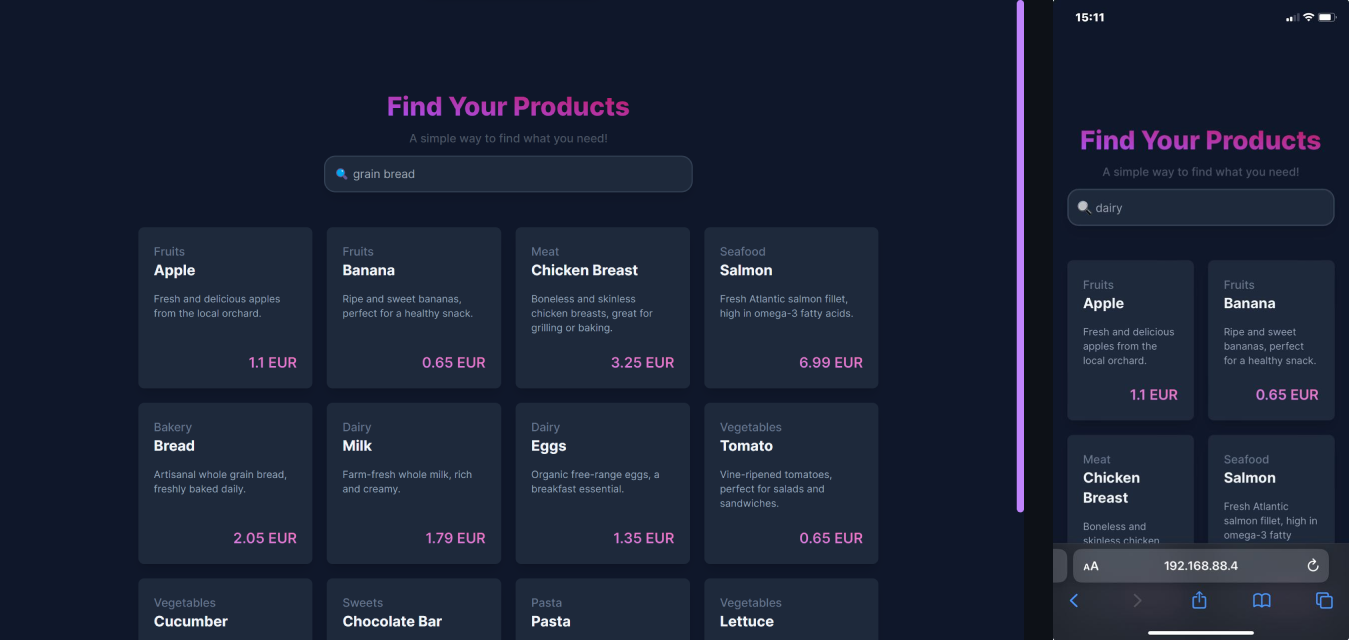 Find Your Products
A simple way to find what you need!
grain bread
Fruits
Apple
Fresh and delicious apples
from the local orchard.
1.1 EUR
Fruits
Banana
Ripe and sweet bananas,
perfect for a healthy snack.
0.65 EUR
Meat
Chicken Breast
Boneless and skinless
chicken breasts, great for
grilling or baking.
3.25 EUR
Seafood
Salmon
Fresh Atlantic salmon fillet,
high in omega-3 fatty acids.
6.99 EUR
Bakery
Bread
Artisanal whole grain bread,
freshly baked daily.
2.05 EUR
Dairy
Milk
Farm-fresh whole milk, rich
and creamy.
1.79 EUR
Dairy
Eggs
Organic free-range eggs, a
breakfast essential.
1.35 EUR
Vegetables
Tomato
Vine-ripened tomatoes,
perfect for salads and
sandwiches.
0.65 EUR
Vegetables
Cucumber
Sweets
Chocolate Bar
Pasta
Pasta
Vegetables
Lettuce
15:11
Find Your Products
A simple way to find what you need!
dairy
Fruits
Apple
Fresh and delicious
apples from the
local orchard.
1.1 EUR
Fruits
Banana
Ripe and sweet
bananas, perfect
for a healthy snack.
0.65 EUR
Meat
Chicken
Breast
Boneless and
skinless chicken
Seafood
Salmon
Fresh Atlantic
salmon fillet, high in
omega-3 fatty
AA 192.168.88.4